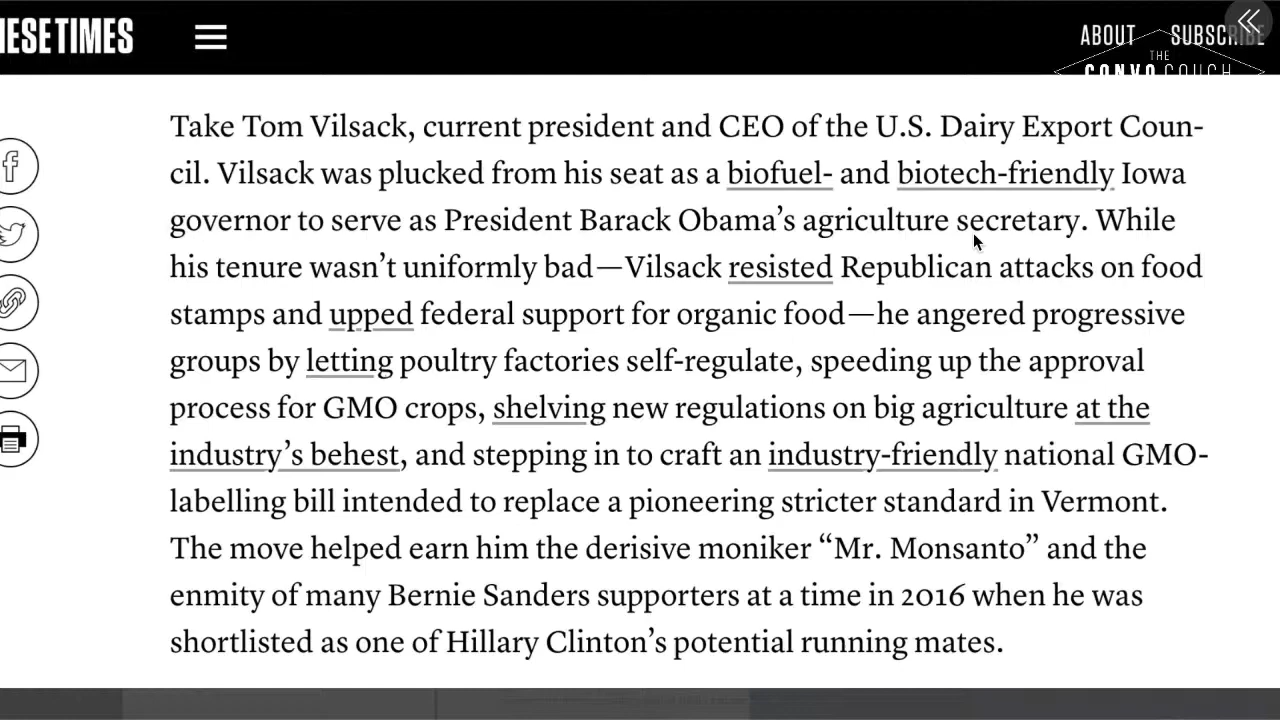 IESE TIMES
ABOUT SUBSCRIBE
THE
CONVO COUCH
Take Tom Vilsack, current president and CEO of the U.S. Dairy Export Coun-
cil. Vilsack was plucked from his seat as a biofuel- and biotech-friendly Iowa
governor to serve as President Barack Obama’s agriculture secretary. While
his tenure wasn’t uniformly bad—Vilsack resisted Republican attacks on food
stamps and upped federal support for organic food—he angered progressive
groups by letting poultry factories self-regulate, speeding up the approval
process for GMO crops, shelving new regulations on big agriculture at the
industry’s behest, and stepping in to craft an industry-friendly national GMO-
labelling bill intended to replace a pioneering stricter standard in Vermont.
The move helped earn him the derisive moniker “Mr. Monsanto” and the
enmity of many Bernie Sanders supporters at a time in 2016 when he was
shortlisted as one of Hillary Clinton’s potential running mates.